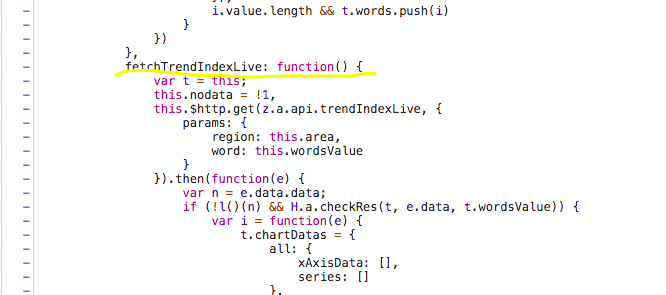 i.value.length && t.words.push(i)
}
})
},
fetchTrendIndexLive: function() {
var t = this;
this.nodata = !1,
this.$http.get(z.a.api.trendIndexLive, {
params: {
region: this.area,
word: this.wordsValue
}
}).then(function(e) {
var n = e.data.data;
if (!l()(n) && H.a.checkRes(t, e.data, t.wordsValue)) {
var i = function(e) {
t.chartDatas = {
all: {
xAxisData: [],
series: []
},